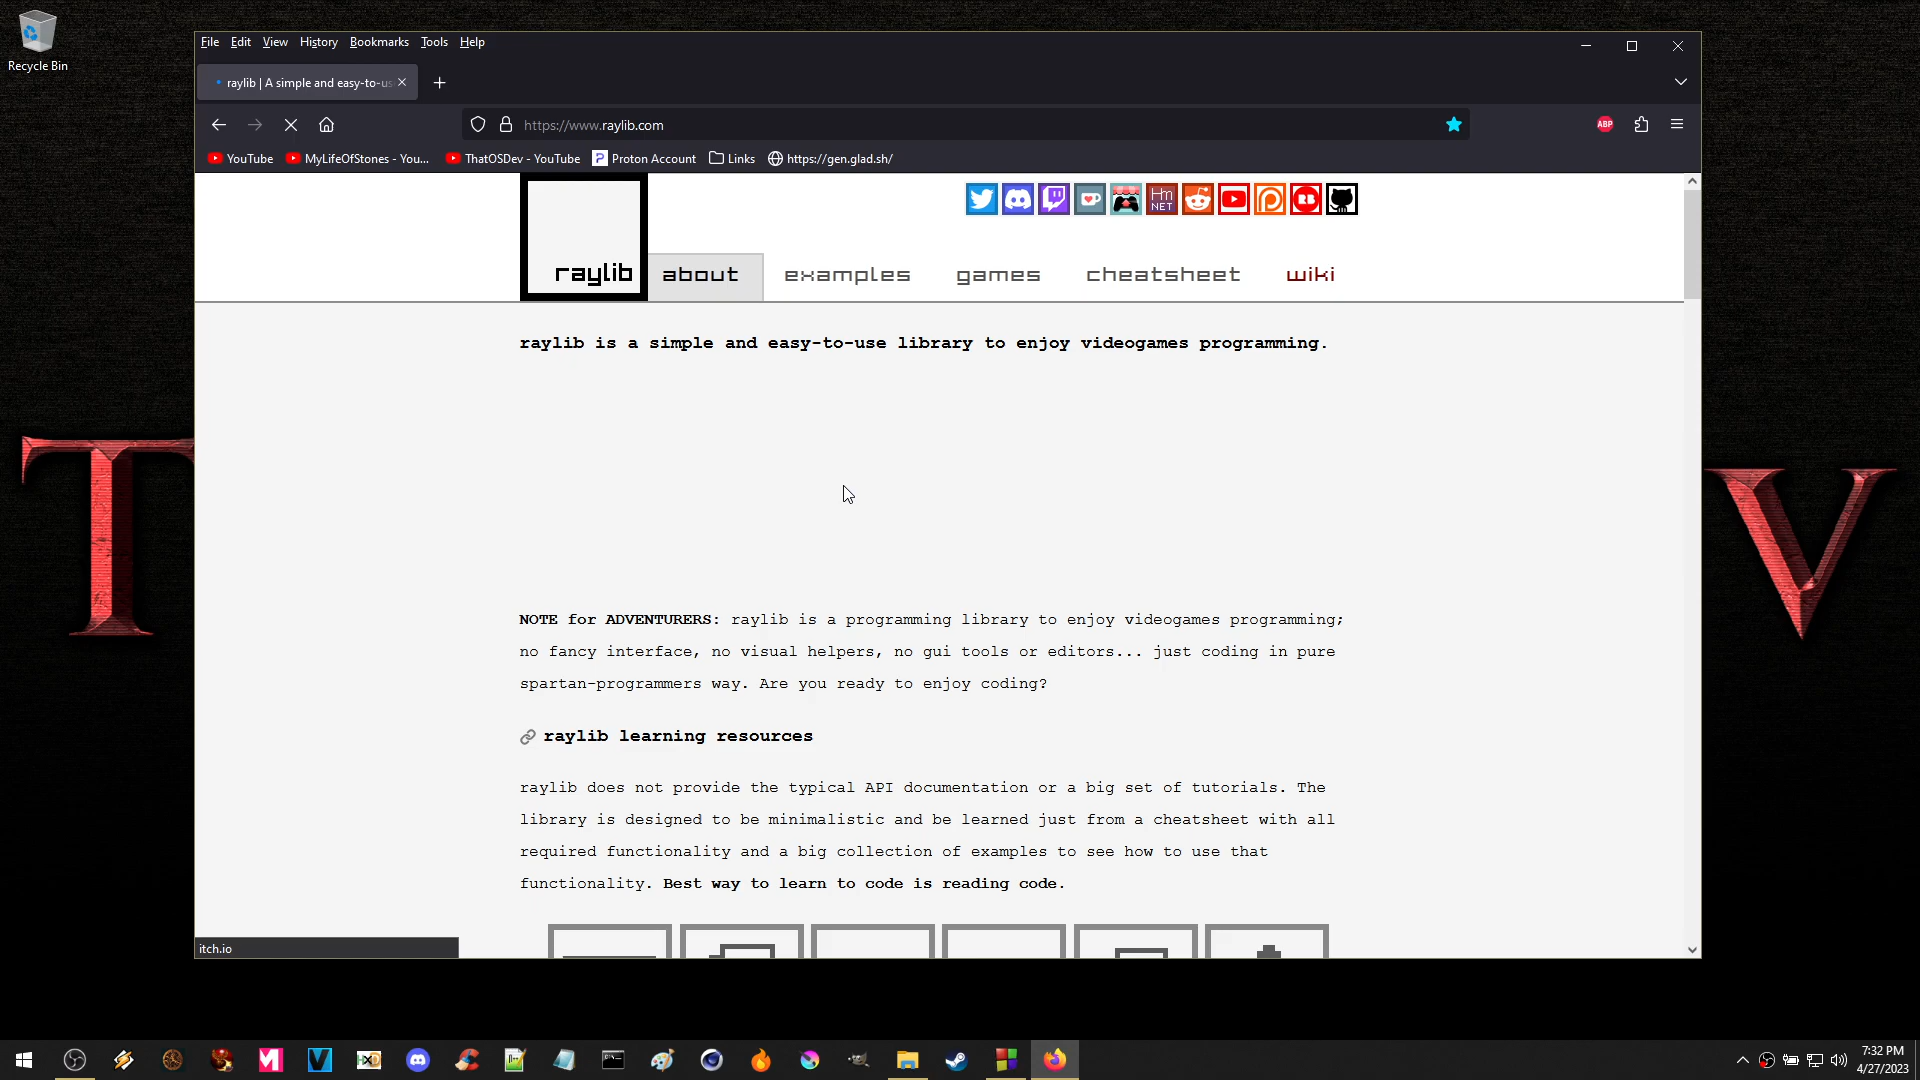 Recycle Bin
File Edit View History Bookmarks Tools Help
raylib | A simple and easy-to-us
https://www.raylib.com
ABP
YouTube MyLifeOfStones - You... ThatOSDev - YouTube Proton Account Links https://gen.glad.sh/
Hm
NET
RB
raylib about examples games cheatsheet wiki
raylib is a simple and easy-to-use library to enjoy videogames programming.
T
V
NOTE for ADVENTURERS: raylib is a programming library to enjoy videogames programming;
no fancy interface, no visual helpers, no gui tools or editors... just coding in pure
spartan-programmers way. Are you ready to enjoy coding?
raylib learning resources
raylib does not provide the typical API documentation or a big set of tutorials. The
library is designed to be minimalistic and be learned just from a cheatsheet with all
required functionality and a big collection of examples to see how to use that
functionality. Best way to learn to code is reading code.
itch.io
7:32 PM
4/27/2023